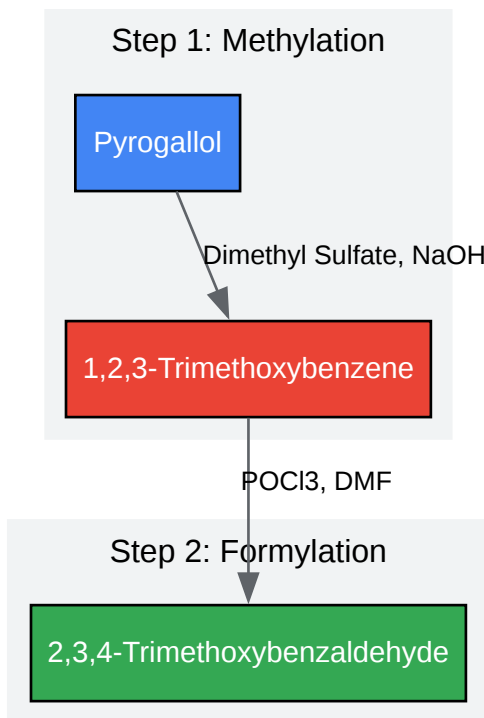 Step 1: Methylation
Pyrogallol
Dimethyl Sulfate, NaOH
1,2,3-Trimethoxybenzene
POCl3, DMF
Step 2: Formylation
2,3,4-Trimethoxybenzaldehyde